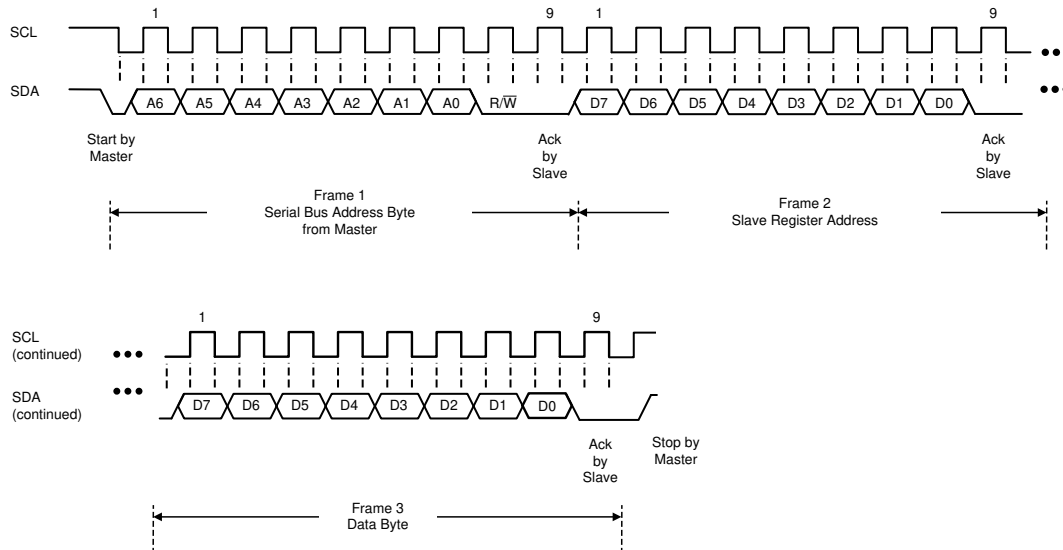 1 9 1 9
SCL
SDA A6 A5 A4 A3 A2 A1 A0 R/W̅ D7 D6 D5 D4 D3 D2 D1 D0
Start by
Master
Ack
by
Slave
Ack
by
Slave
Frame 1
Serial Bus Address Byte
from Master
Frame 2
Slave Register Address
1 9
SCL
(continued)
SDA
(continued)
D7 D6 D5 D4 D3 D2 D1 D0
Ack
by
Slave
Stop by
Master
Frame 3
Data Byte